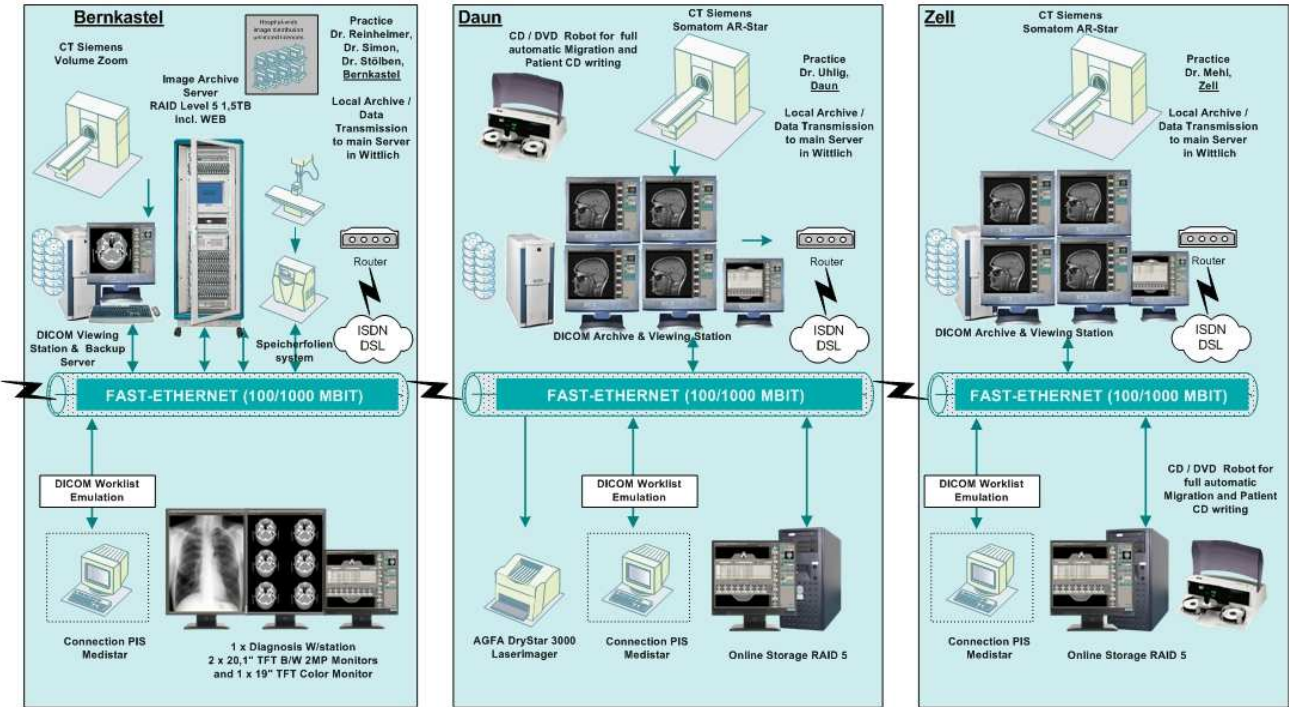 Bernkastel
Hospital-wide
image distribution
unlimited licences
Practice
Dr. Reinheimer,
Dr. Simon,
Dr. Stölben,
Bernkastel
CT Siemens
Volume Zoom
Image Archive
Server
RAID Level 5 1,5TB
Incl. WEB
Local Archive /
Data
Transmission
to main Server
in Wittlich
Router
ISDN
DSL
DICOM Viewing
Station & Backup
Server
Speicherfolien
system
FAST-ETHERNET (100/1000 MBIT)
DICOM Worklist
Emulation
Connection PIS
Medistar
1 x Diagnosis W/station
2 x 20,1" TFT B/W 2MP Monitors
and 1 x 19" TFT Color Monitor
Daun
CD / DVD Robot for full
automatic Migration and
Patient CD writing
CT Siemens
Somatom AR-Star
Practice
Dr. Uhlig,
Daun
Local Archive /
Data Transmission
to main Server
in Wittlich
Router
ISDN
DSL
DICOM Archive & Viewing Station
FAST-ETHERNET (100/1000 MBIT)
DICOM Worklist
Emulation
AGFA DryStar 3000
Laserimager
Connection PIS
Medistar
Online Storage RAID 5
Zell
CT Siemens
Somatom AR-Star
Practice
Dr. Mehl,
Zell
Local Archive /
Data Transmission
to main Server
in Wittlich
Router
ISDN
DSL
DICOM Archive & Viewing Station
FAST-ETHERNET (100/1000 MBIT)
DICOM Worklist
Emulation
CD / DVD Robot for
full automatic
Migration and Patient
CD writing
Connection PIS
Medistar
Online Storage RAID 5